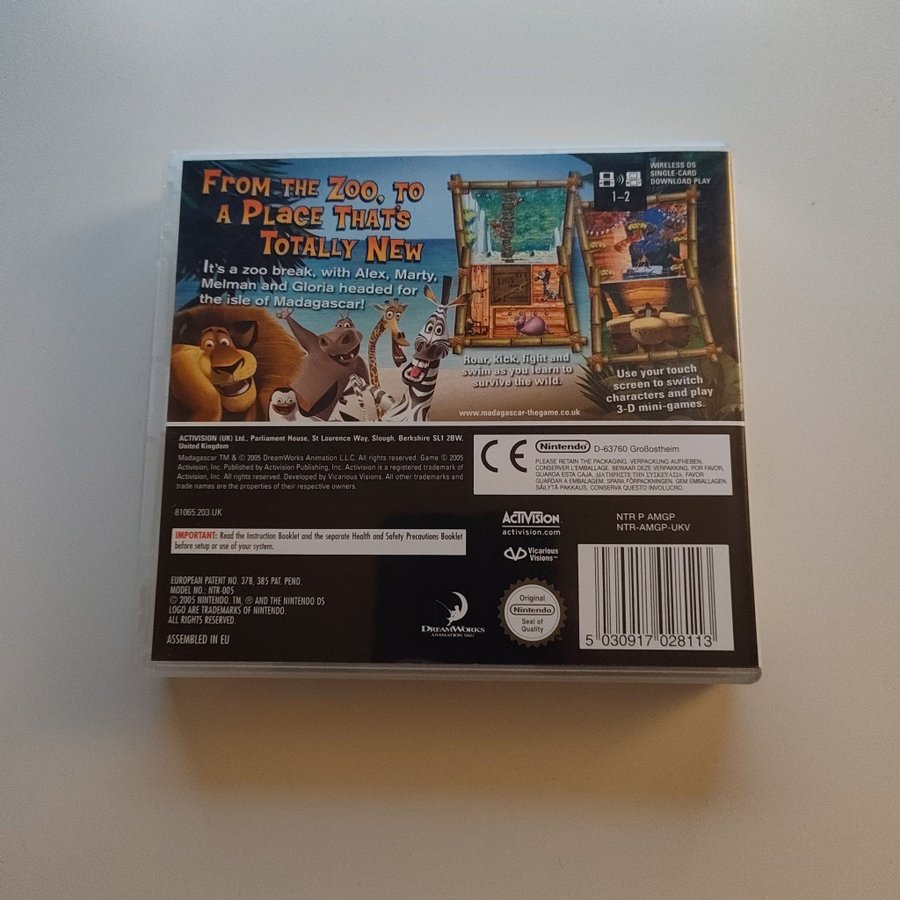 FROM THE ZOO, TO
A PLACE THAT'S
TOTALLY NEW
It's a zoo break, with Alex, Marty,
Melman and Gloria headed for
the isle of Madagascar!
WIRELESS DS
SINGLE-CARD
DOWNLOAD PLAY
1–2
Roar, kick, fight and
swim as you learn to
survive the wild.
Use your touch
screen to switch
characters and play
3-D mini-games.
www.madagascar-thegame.co.uk
ACTIVISION (UK) Ltd., Parliament House, St Laurence Way, Slough, Berkshire SL1 2BW.
United Kingdom
Madagascar TM & © 2005 DreamWorks Animation L.L.C. All rights reserved. Game © 2005
Activision, Inc. Published by Activision Publishing, Inc. Activision is a registered trademark of
Activision, Inc. All rights reserved. Developed by Vicarious Visions. All other trademarks and
trade names are the properties of their respective owners.
81065.203.UK
IMPORTANT: Read the Instruction Booklet and the separate Health and Safety Precautions Booklet
before setup or use of your system.
EUROPEAN PATENT NO. 378, 385 PAT. PEND.
MODEL NO.: NTR-005
© 2005 NINTENDO. TM, ® AND THE NINTENDO DS
LOGO ARE TRADEMARKS OF NINTENDO.
ALL RIGHTS RESERVED.
ASSEMBLED IN EU
CE
Nintendo D-63760 Großostheim
PLEASE RETAIN THE PACKAGING. VERPACKUNG AUFHEBEN.
CONSERVER L'EMBALLAGE. BEWAAR DEZE VERPAKKING. POR FAVOR,
GUARDA ESTA CAJA. ΔΙΑΤΗΡΙΣΤΕ ΤΗΝ ΣΥΣΚΕΥΑΣΙΑ. FAVOR
GUARDAR A EMBALAGEM. SPARA FÖRPACKNINGEN. GEM EMBALLAGEN.
SÄILYTÄ PAKKAUS. CONSERVA QUESTO INVOLUCRO.
ACTIVISION
activision.com
NTR P AMGP
NTR-AMGP-UKV
Vicarious
Visions™
DREAMWORKS
ANIMATION SKG
Original
Nintendo
Seal of
Quality
5 030917 028113